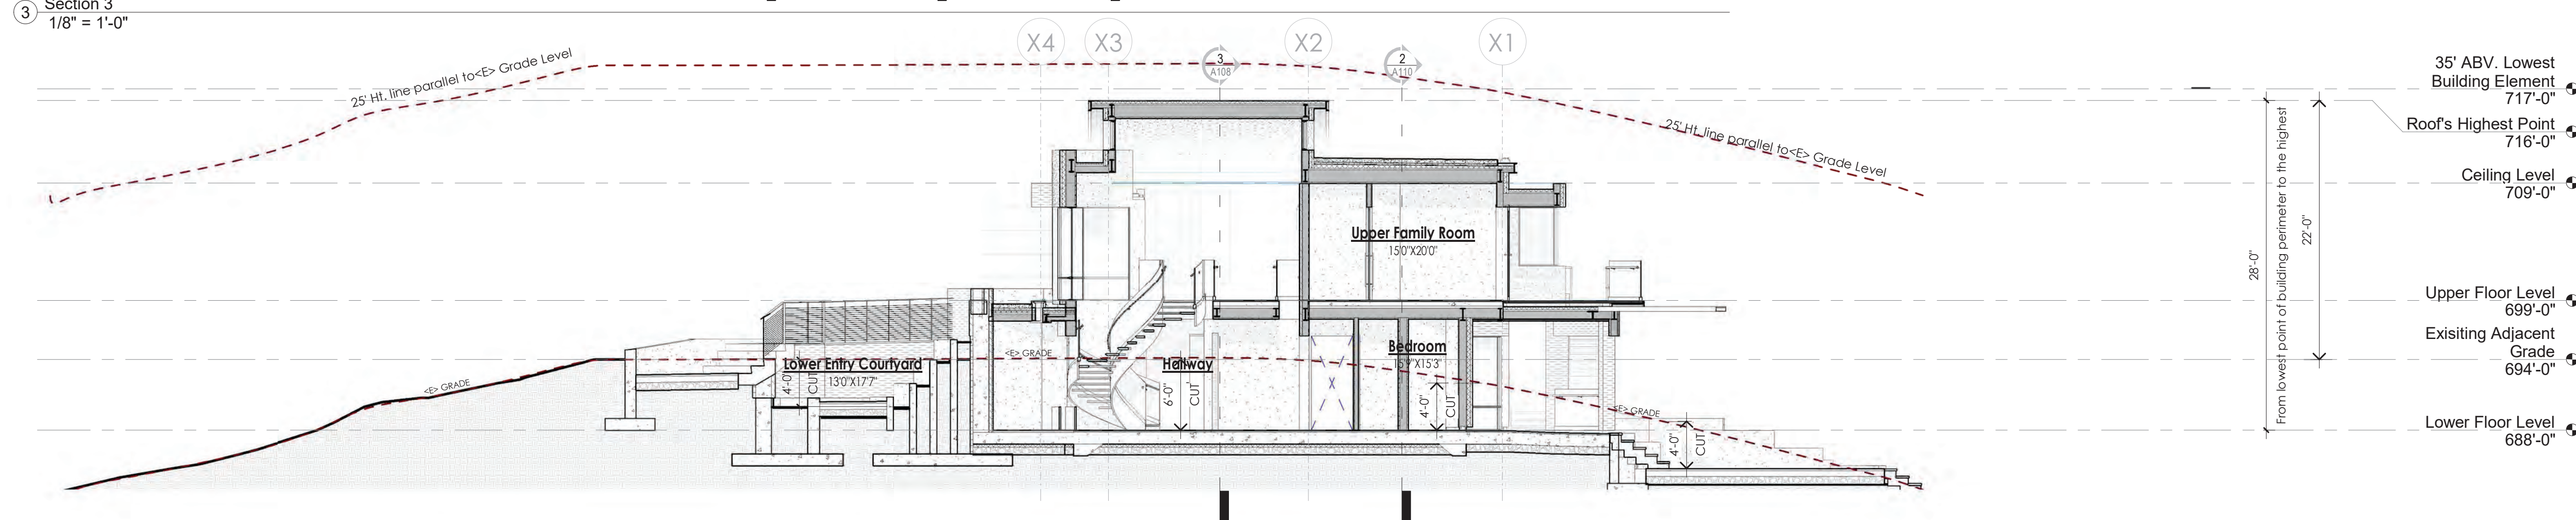 3
Section 3
1/8" = 1'-0"
X4
X3
X2
X1
3
A108
2
A110
25' Ht. line parallel to<E> Grade Level
25' Ht. line parallel to<E> Grade Level
35' ABV. Lowest
Building Element
717'-0"
Roof's Highest Point
716'-0"
Ceiling Level
709'-0"
Upper Floor Level
699'-0"
Exisiting Adjacent
Grade
694'-0"
Lower Floor Level
688'-0"
28'-0"
From lowest point of building perimeter to the highest
22'-0"
Upper Family Room
15'0"X20'0"
Lower Entry Courtyard
13'0"X17'7"
4'-0"
CUT
<E> GRADE
<E> GRADE
Hallway
6'-0"
CUT
Bedroom
15'9"X15'3"
4'-0"
CUT
<E> GRADE
4'-0"
CUT